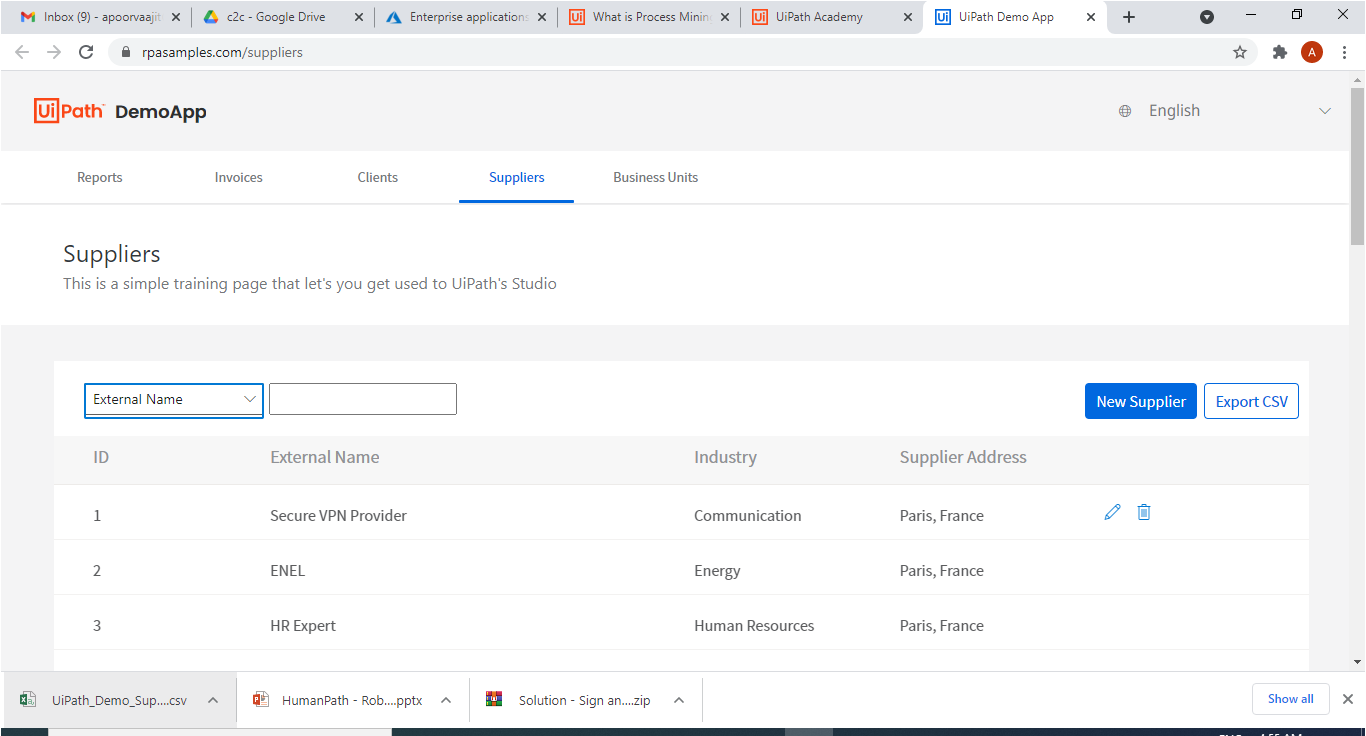 Inbox (9) - apoorvaajit
c2c - Google Drive
Enterprise applications
What is Process Minin
UiPath Academy
UiPath Demo App
rpasamples.com/suppliers
A
UiPath DemoApp
English
Reports Invoices Clients Suppliers Business Units
Suppliers
This is a simple training page that let's you get used to UiPath's Studio
External Name
New Supplier
Export CSV
ID External Name Industry Supplier Address
1 Secure VPN Provider Communication Paris, France
2 ENEL Energy Paris, France
3 HR Expert Human Resources Paris, France
UiPath_Demo_Sup....csv
HumanPath - Rob....pptx
Solution - Sign an....zip
Show all